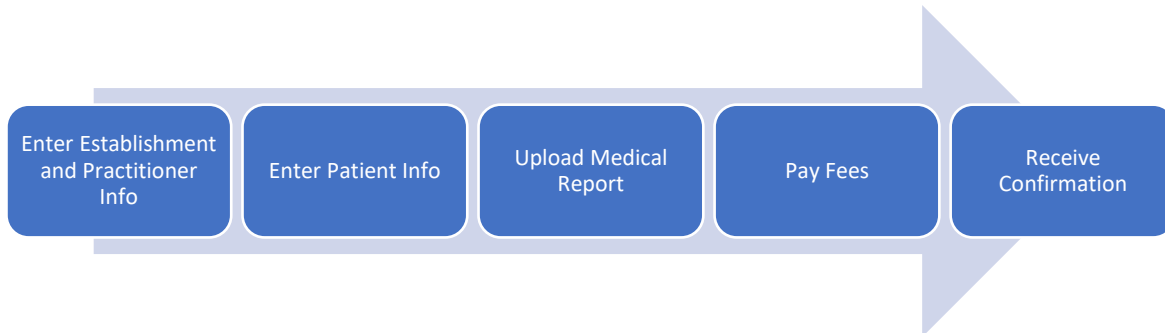 Enter Establishment
and Practitioner
Info
Enter Patient Info
Upload Medical
Report
Pay Fees
Receive
Confirmation